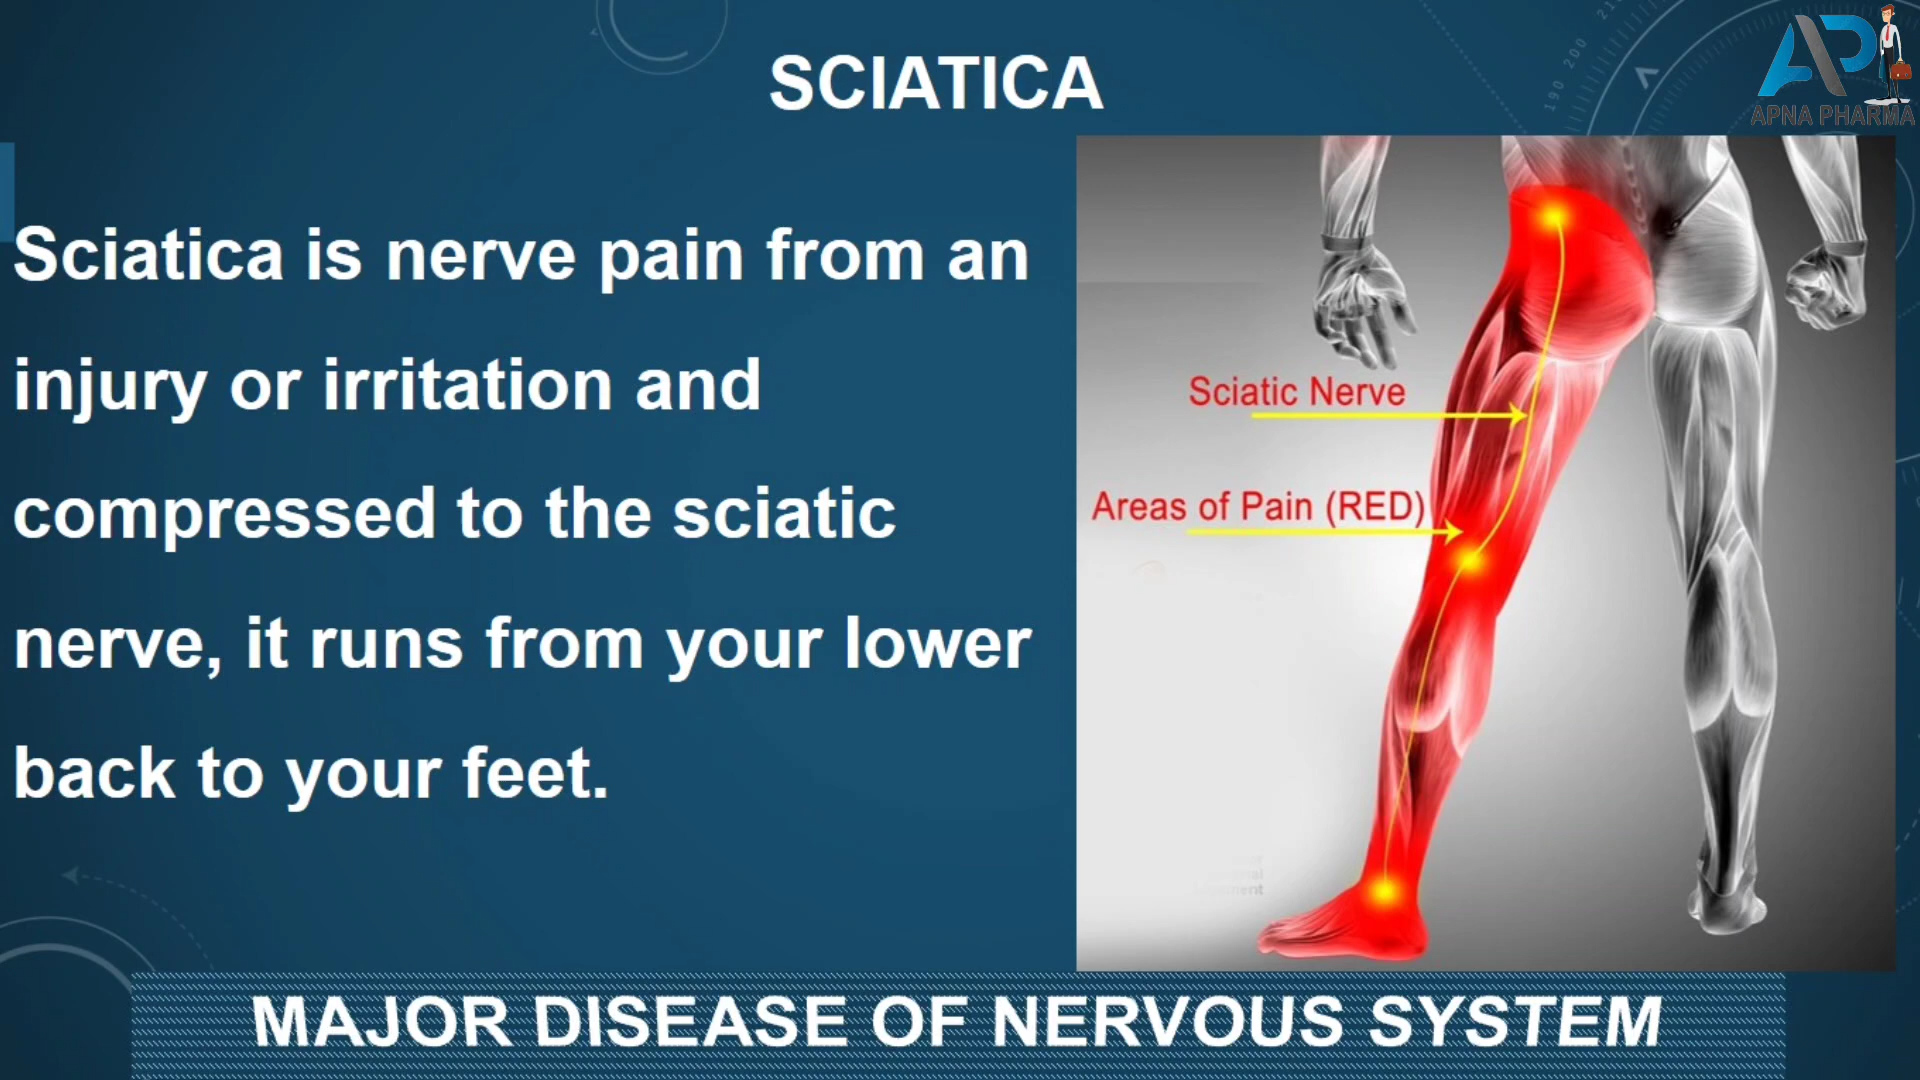 SCIATICA
APNA PHARMA
Sciatica is nerve pain from an
injury or irritation and
compressed to the sciatic
nerve, it runs from your lower
back to your feet.
Sciatic Nerve
Areas of Pain (RED)
MAJOR DISEASE OF NERVOUS SYSTEM